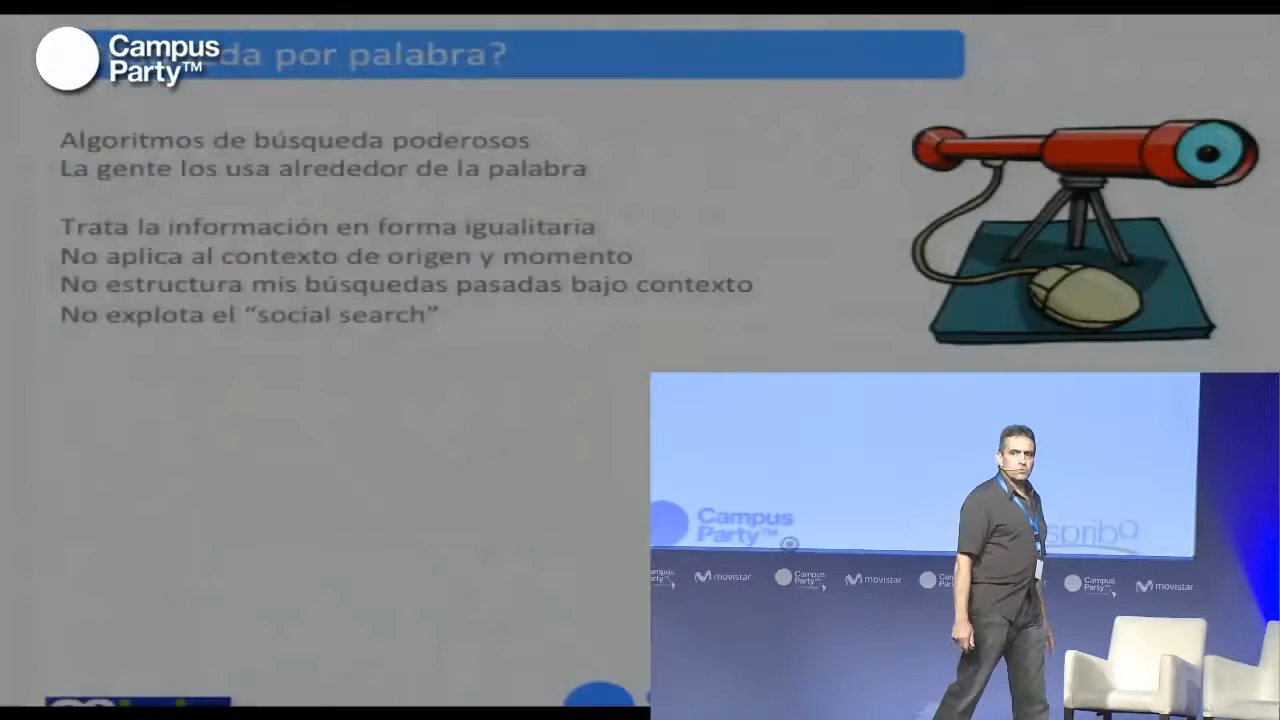 Campus
Party™
da por palabra?
Algoritmos de búsqueda poderosos
La gente los usa alrededor de la palabra
Trata la información en forma igualitaria
No aplica al contexto de origen y momento
No estructura mis búsquedas pasadas bajo contexto
No explota el “social search”
Campus
Party™
movistar
Campus
Party™
movistar
Campus
Party™
movistar